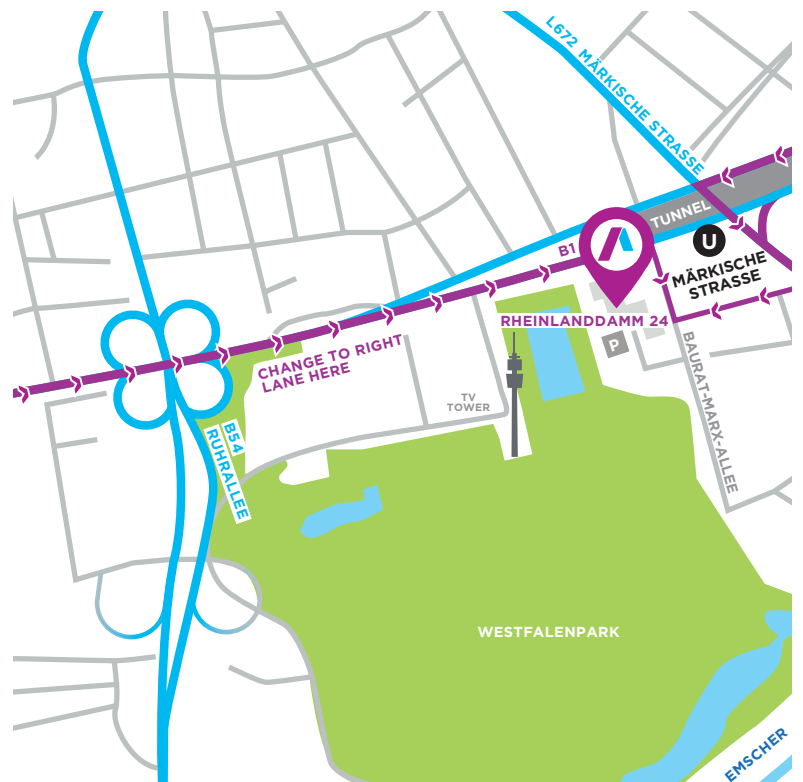 L672 MÄRKISCHE STRASSE
TUNNEL
U
B1
MÄRKISCHE
STRASSE
RHEINLANDDAMM 24
P
CHANGE TO RIGHT
LANE HERE
TV
TOWER
BAURAT-MARX-ALLEE
B54
RUHRALLEE
WESTFALENPARK
EMSCHER